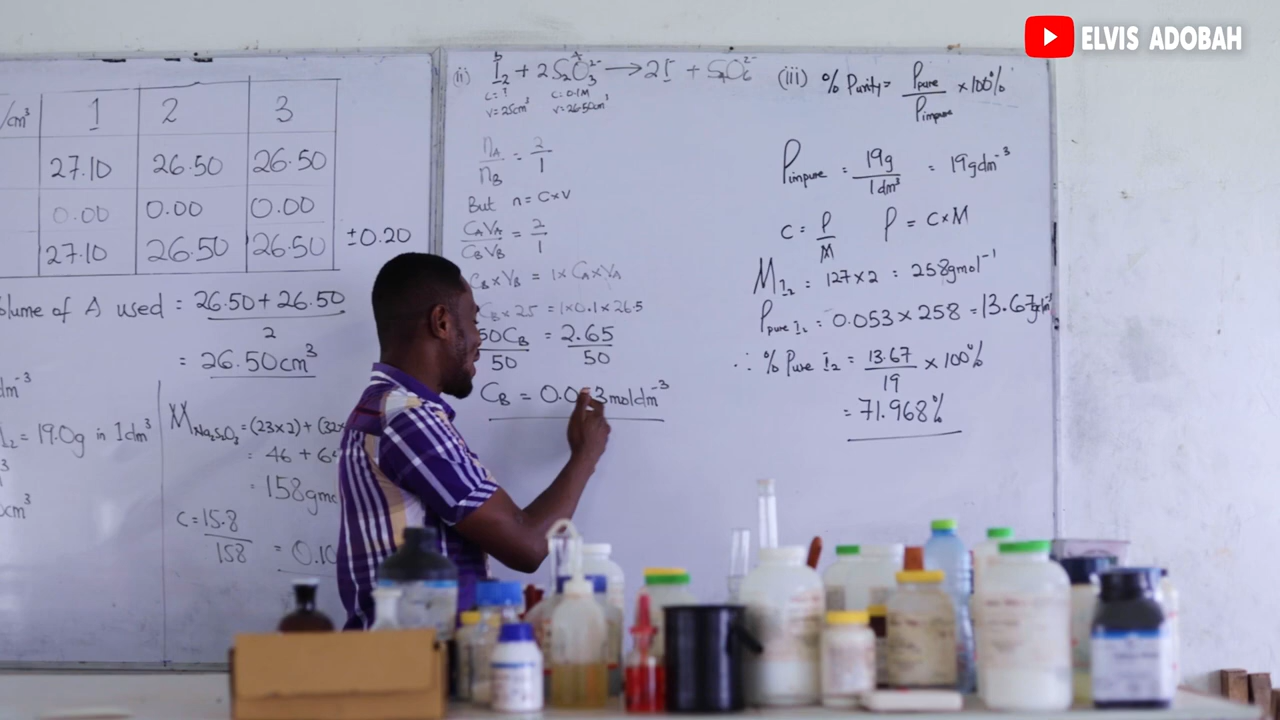 ELVIS ADOBAH
/cm³ 1 2 3
27.10 26.50 26.50
0.00 0.00 0.00
27.10 26.50 26.50 ±0.20
olume of A used = 26.50 + 26.50
2
= 26.50cm³
dm⁻³
= 19.0g in 1dm³
cm³
M Na₂S₂O₃ = (23×2) + (32×
= 46 + 6
= 158gmo
c = 15.8
158
= 0.10
(ii) I₂ + 2S₂O₃²⁻ → 2I⁻ + S₄O₆²⁻
c = ? c = 0.1M
v = 25cm³ v = 26.50cm³
nA = 2
nB 1
But n = C×V
CAVA = 2
CBVB 1
CB × VB = 1 × CA × VA
CB × 25 = 1×0.1×26.5
50CB = 2.65
50 50
CB = 0.053moldm⁻³
(iii) % Purity = ρpure × 100%
ρimpure
ρimpure = 19g = 19gdm⁻³
1dm³
c = ρ ρ = C×M
M
M I₂ = 127×2 = 258gmol⁻¹
ρpure I₂ = 0.053 × 258 = 13.67gdm⁻³
∴ % Pure I₂ = 13.67 × 100%
19
= 71.968%